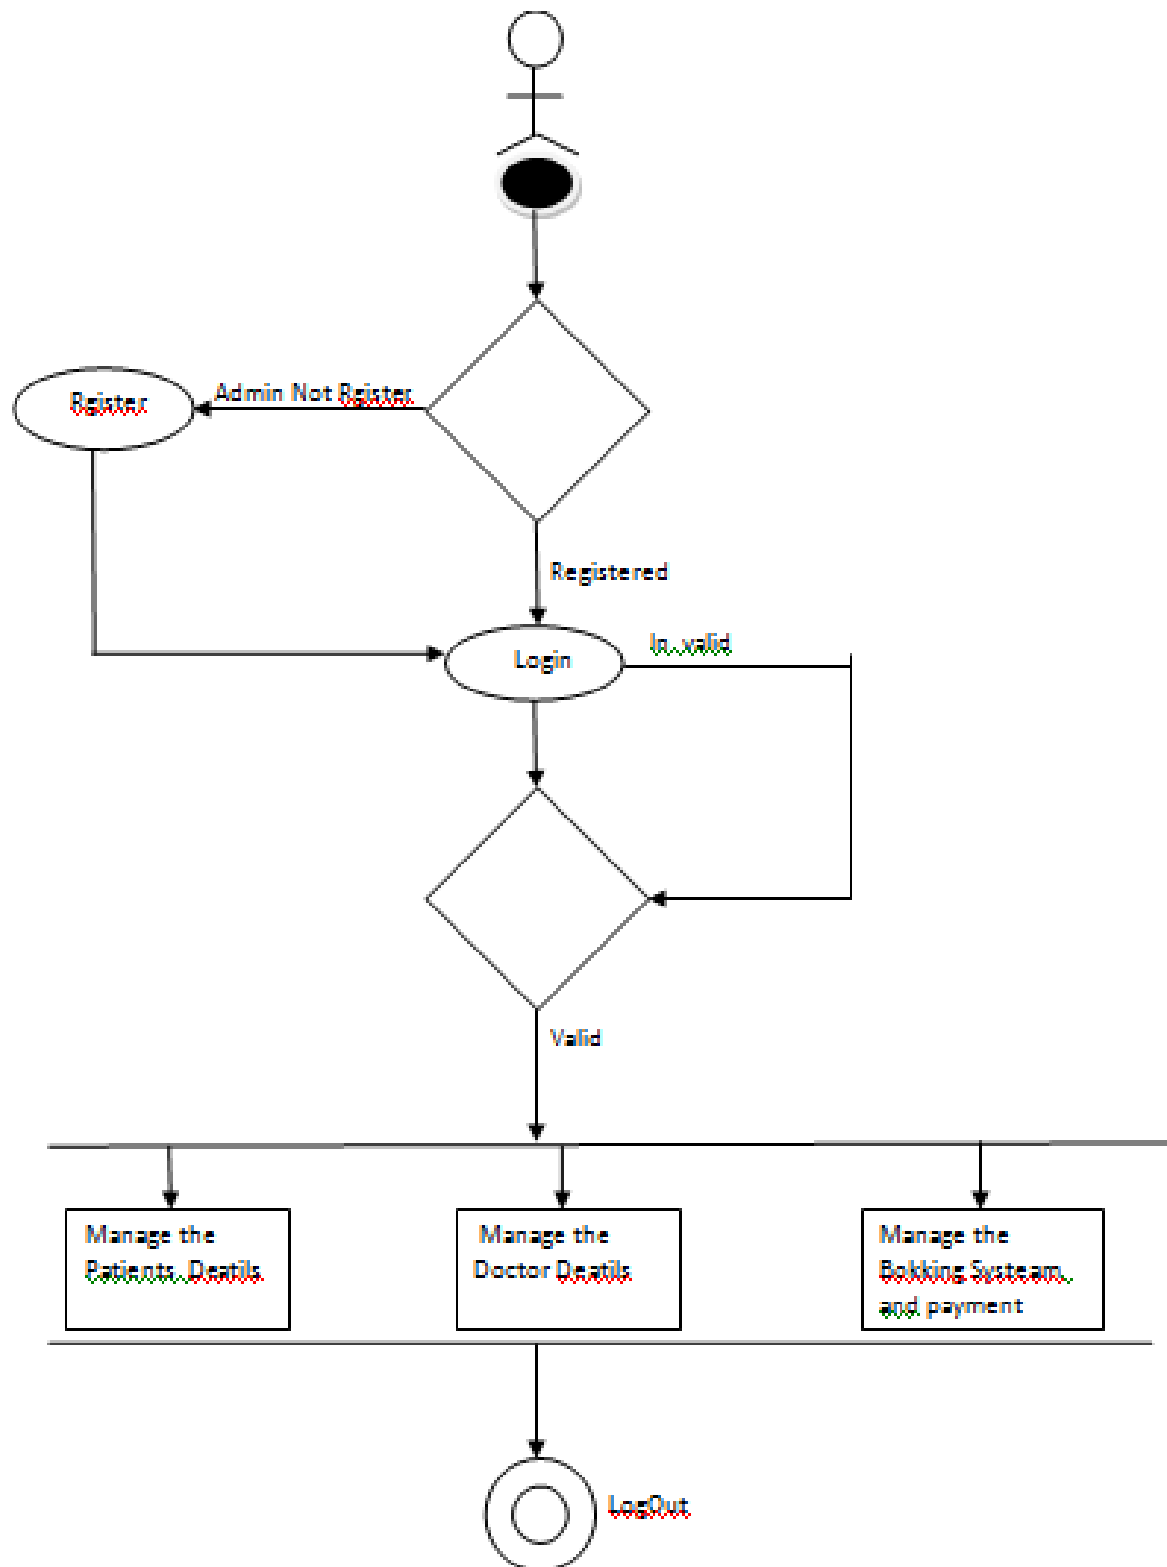 Admin Not Rgister
Rgister
Registered
In valid
Login
Valid
Manage the
Patients Deatils
Manage the
Doctor Deatils
Manage the
Bokking Systeam
and payment
LogOut